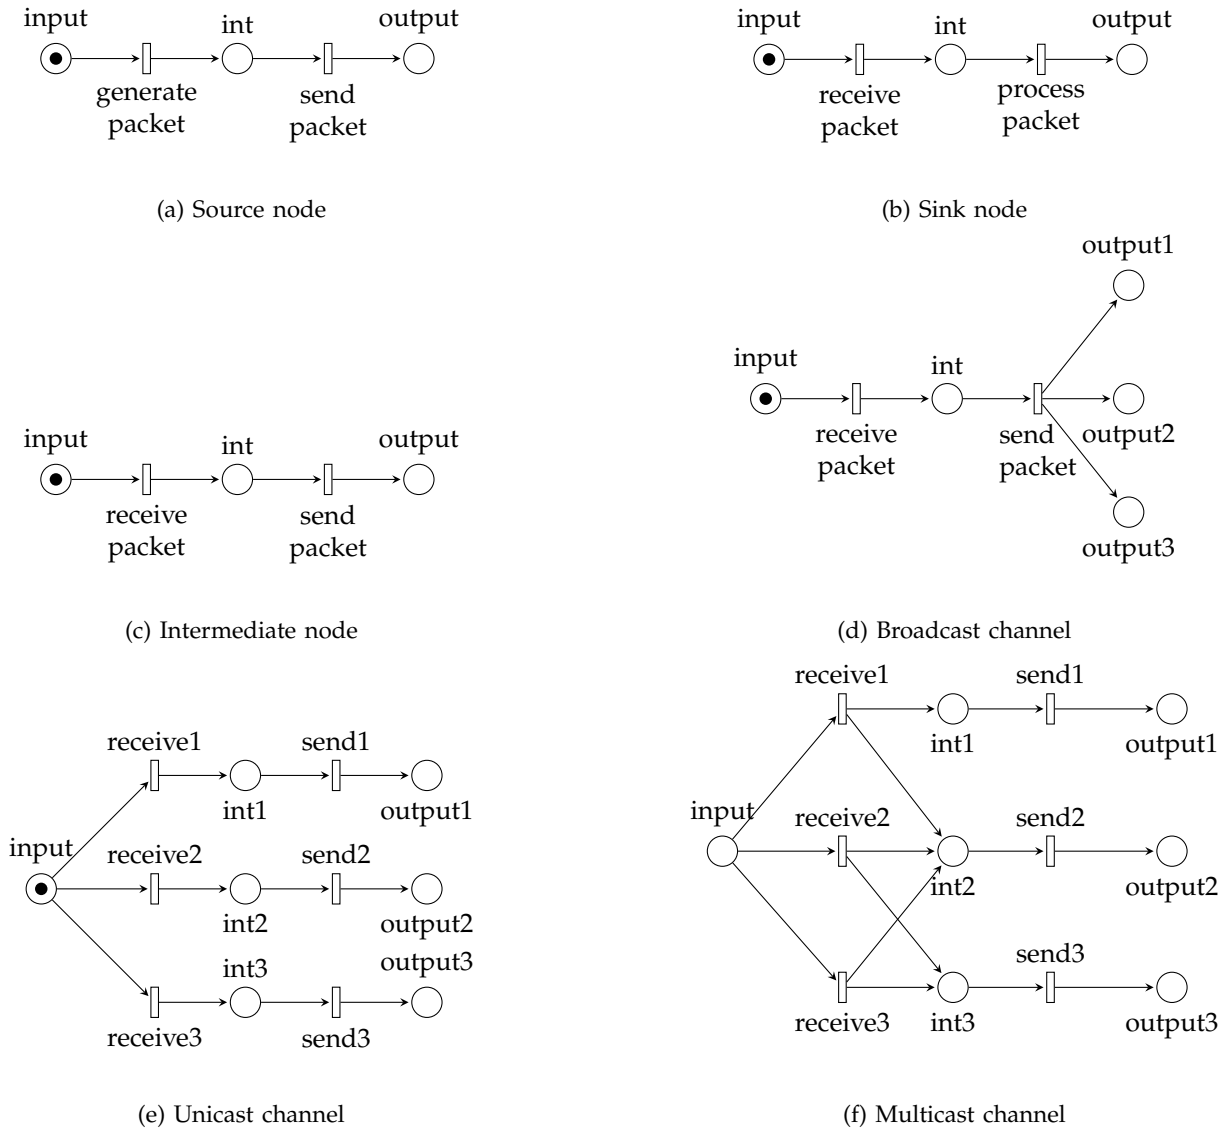 input
int
output
generate
packet
send
packet
(a) Source node
input
int
output
receive
packet
process
packet
(b) Sink node
input
int
output
receive
packet
send
packet
(c) Intermediate node
output1
input
int
receive
packet
send
packet
output2
output3
(d) Broadcast channel
receive1
send1
int1
output1
input
receive2
send2
int2
output2
int3
output3
receive3
send3
(e) Unicast channel
receive1
send1
int1
output1
input
receive2
send2
int2
output2
send3
receive3
int3
output3
(f) Multicast channel